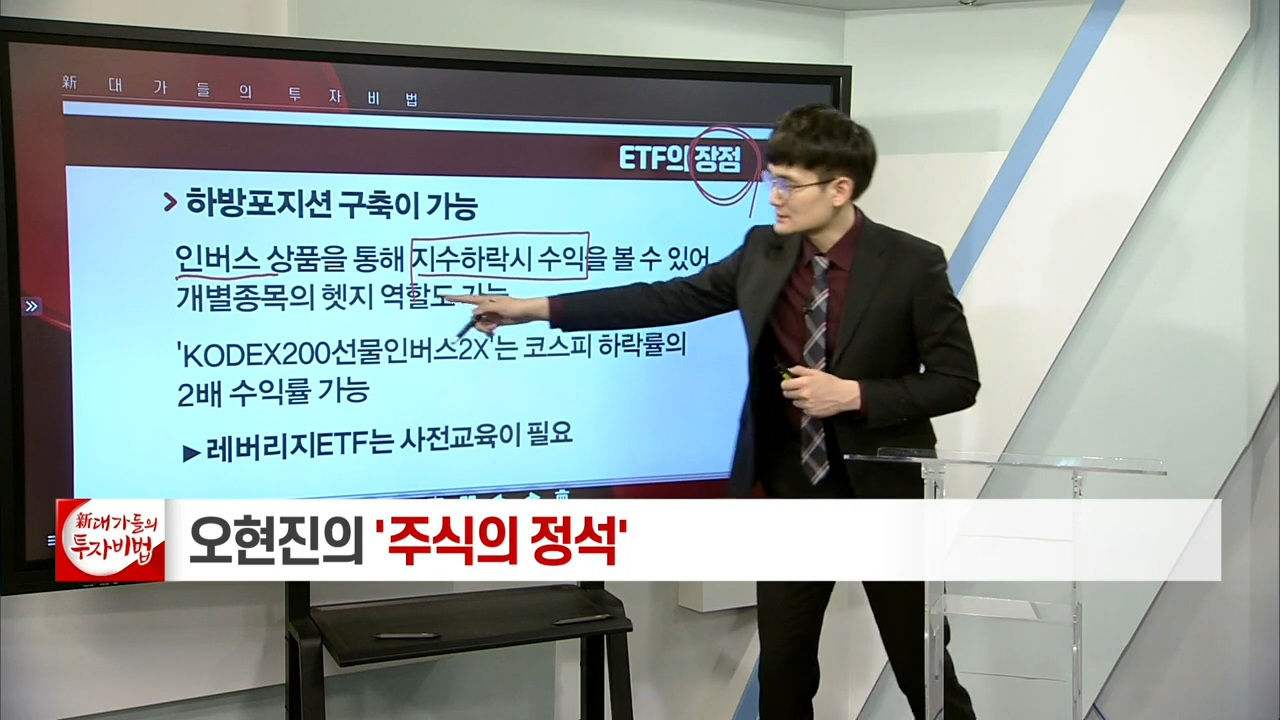 新 대 가 들 의 투 자 비 법
ETF의 장점
> 하방포지션 구축이 가능
인버스 상품을 통해 지수하락시 수익을 볼 수 있어
개별종목의 헷지 역할도 가능
'KODEX200선물인버스2X'는 코스피 하락률의
2배 수익률 가능
▶레버리지ETF는 사전교육이 필요
新대가들의
투자비법
오현진의 '주식의 정석'